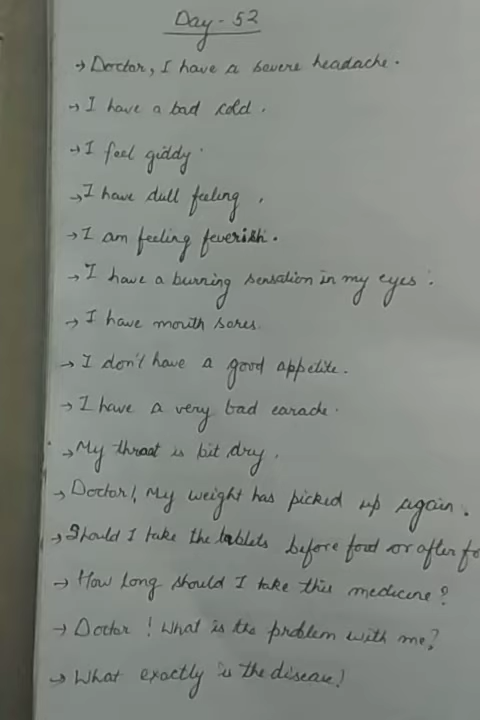 Day - 52
→ Doctor, I have a severe headache.
→ I have a bad cold.
→ I feel giddy.
→ I have dull feeling.
→ I am feeling feverish.
→ I have a burning sensation in my eyes.
→ I have mouth sores.
→ I don't have a good appetite.
→ I have a very bad earache.
→ My throat is bit dry.
→ Doctor!, My weight has picked up again.
→ Should I take the tablets before food or after fo
→ How long should I take this medicine?
→ Doctor! What is the problem with me?
→ What exactly is the disease!